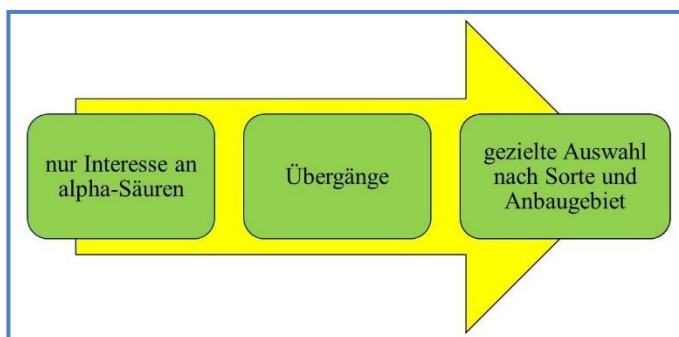 nur Interesse an
alpha-Säuren
Übergänge
gezielte Auswahl
nach Sorte und
Anbaugebiet